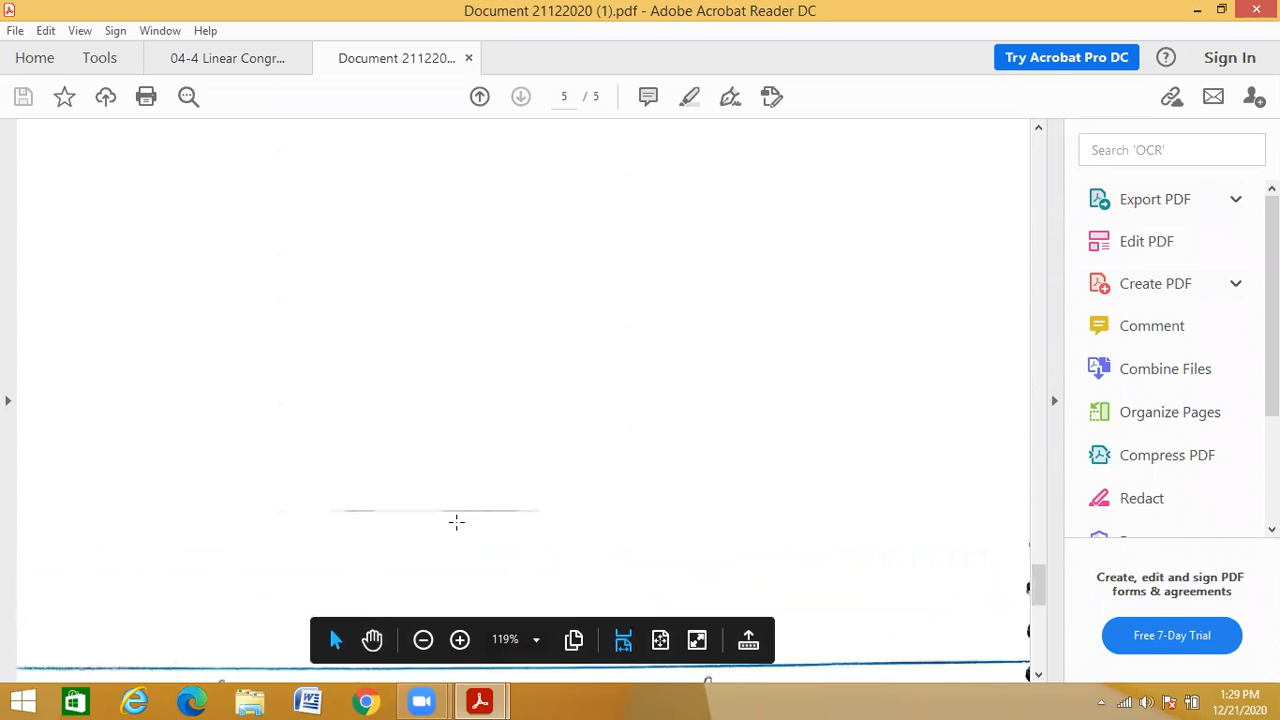 Document 21122020 (1).pdf - Adobe Acrobat Reader DC
File Edit View Sign Window Help
Home Tools 04-4 Linear Congr... Document 211220... × Try Acrobat Pro DC ? Sign In
5 / 5
Search 'OCR'
Export PDF
Edit PDF
Create PDF
Comment
Combine Files
Organize Pages
Compress PDF
Redact
Create, edit and sign PDF
forms & agreements
Free 7-Day Trial
119%
1:29 PM
12/21/2020